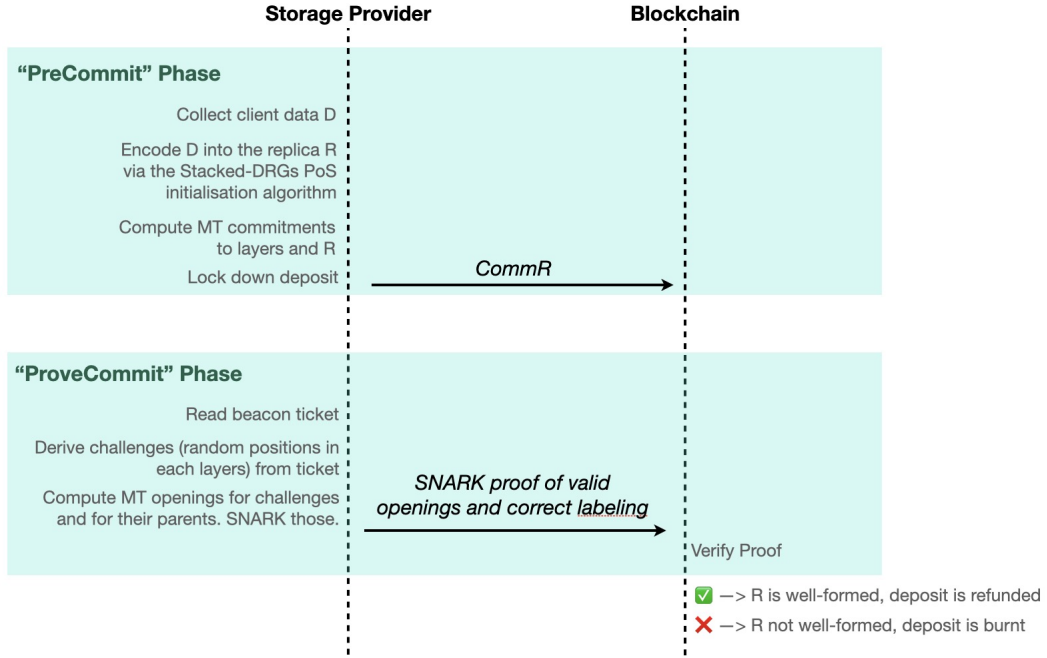 Storage Provider
Blockchain
“PreCommit” Phase
Collect client data D
Encode D into the replica R
via the Stacked-DRGs PoS
initialisation algorithm
Compute MT commitments
to layers and R
Lock down deposit
CommR
“ProveCommit” Phase
Read beacon ticket
Derive challenges (random positions in
each layers) from ticket
Compute MT openings for challenges
and for their parents. SNARK those.
SNARK proof of valid
openings and correct labeling
Verify Proof
✅ —> R is well-formed, deposit is refunded
❌ —> R not well-formed, deposit is burnt